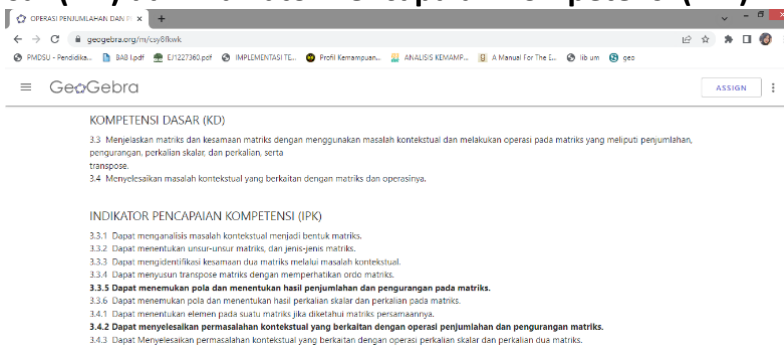 OPERASI PENJUMLAHAN DAN
geogebra.org/m/csy8fkwk
PMDSU - Pendidika... BAB I.pdf EJ1227360.pdf IMPLEMENTASI TE... Profil Kemampuan... ANALISIS KEMAMP... A Manual For The I... lib um geo
GeoGebra
ASSIGN
KOMPETENSI DASAR (KD)
3.3 Menjelaskan matriks dan kesamaan matriks dengan menggunakan masalah kontekstual dan melakukan operasi pada matriks yang meliputi penjumlahan,
pengurangan, perkalian skalar, dan perkalian, serta
transpose.
3.4 Menyelesaikan masalah kontekstual yang berkaitan dengan matriks dan operasinya.
INDIKATOR PENCAPAIAN KOMPETENSI (IPK)
3.3.1 Dapat menganalisis masalah kontekstual menjadi bentuk matriks.
3.3.2 Dapat menentukan unsur-unsur matriks, dan jenis-jenis matriks.
3.3.3 Dapat mengidentifikasi kesamaan dua matriks melalui masalah kontekstual.
3.3.4 Dapat menyusun transpose matriks dengan memperhatikan ordo matriks.
3.3.5 Dapat menemukan pola dan menentukan hasil penjumlahan dan pengurangan pada matriks.
3.3.6 Dapat menemukan pola dan menentukan hasil perkalian skalar dan perkalian pada matriks.
3.4.1 Dapat menentukan elemen pada suatu matriks jika diketahui matriks persamaannya.
3.4.2 Dapat menyelesaikan permasalahan kontekstual yang berkaitan dengan operasi penjumlahan dan pengurangan matriks.
3.4.3 Dapat Menyelesaikan permasalahan kontekstual yang berkaitan dengan operasi perkalian skalar dan perkalian dua matriks.